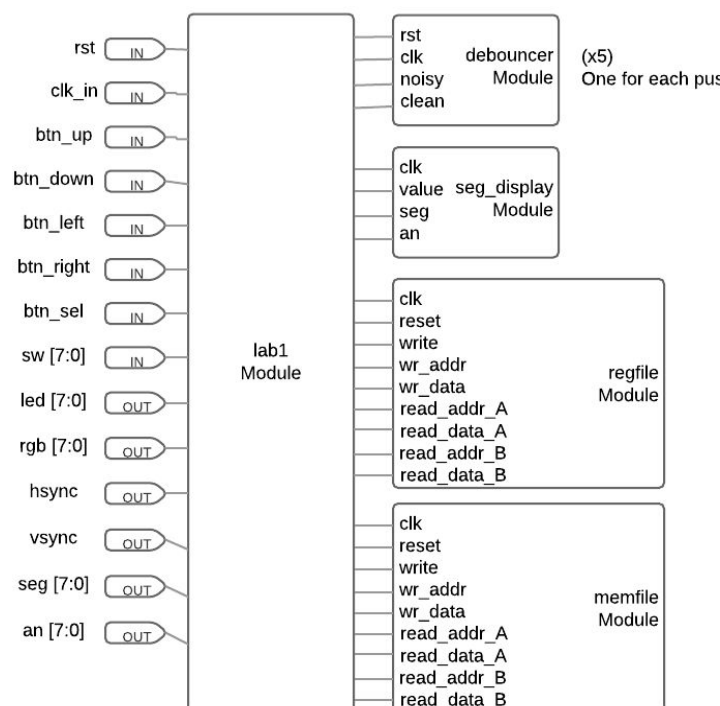 rst
IN
clk_in
IN
btn_up
IN
btn_down
IN
btn_left
IN
btn_right
IN
btn_sel
IN
sw [7:0]
IN
led [7:0]
OUT
rgb [7:0]
OUT
hsync
OUT
vsync
OUT
seg [7:0]
OUT
an [7:0]
OUT
lab1
Module
rst
clk
noisy
clean
debouncer
Module
(x5)
One for each
clk
value
seg
an
seg_display
Module
clk
reset
write
wr_addr
wr_data
read_addr_A
read_data_A
read_addr_B
read_data_B
regfile
Module
clk
reset
write
wr_addr
wr_data
read_addr_A
read_data_A
read_addr_B
read_data_B
memfile
Module